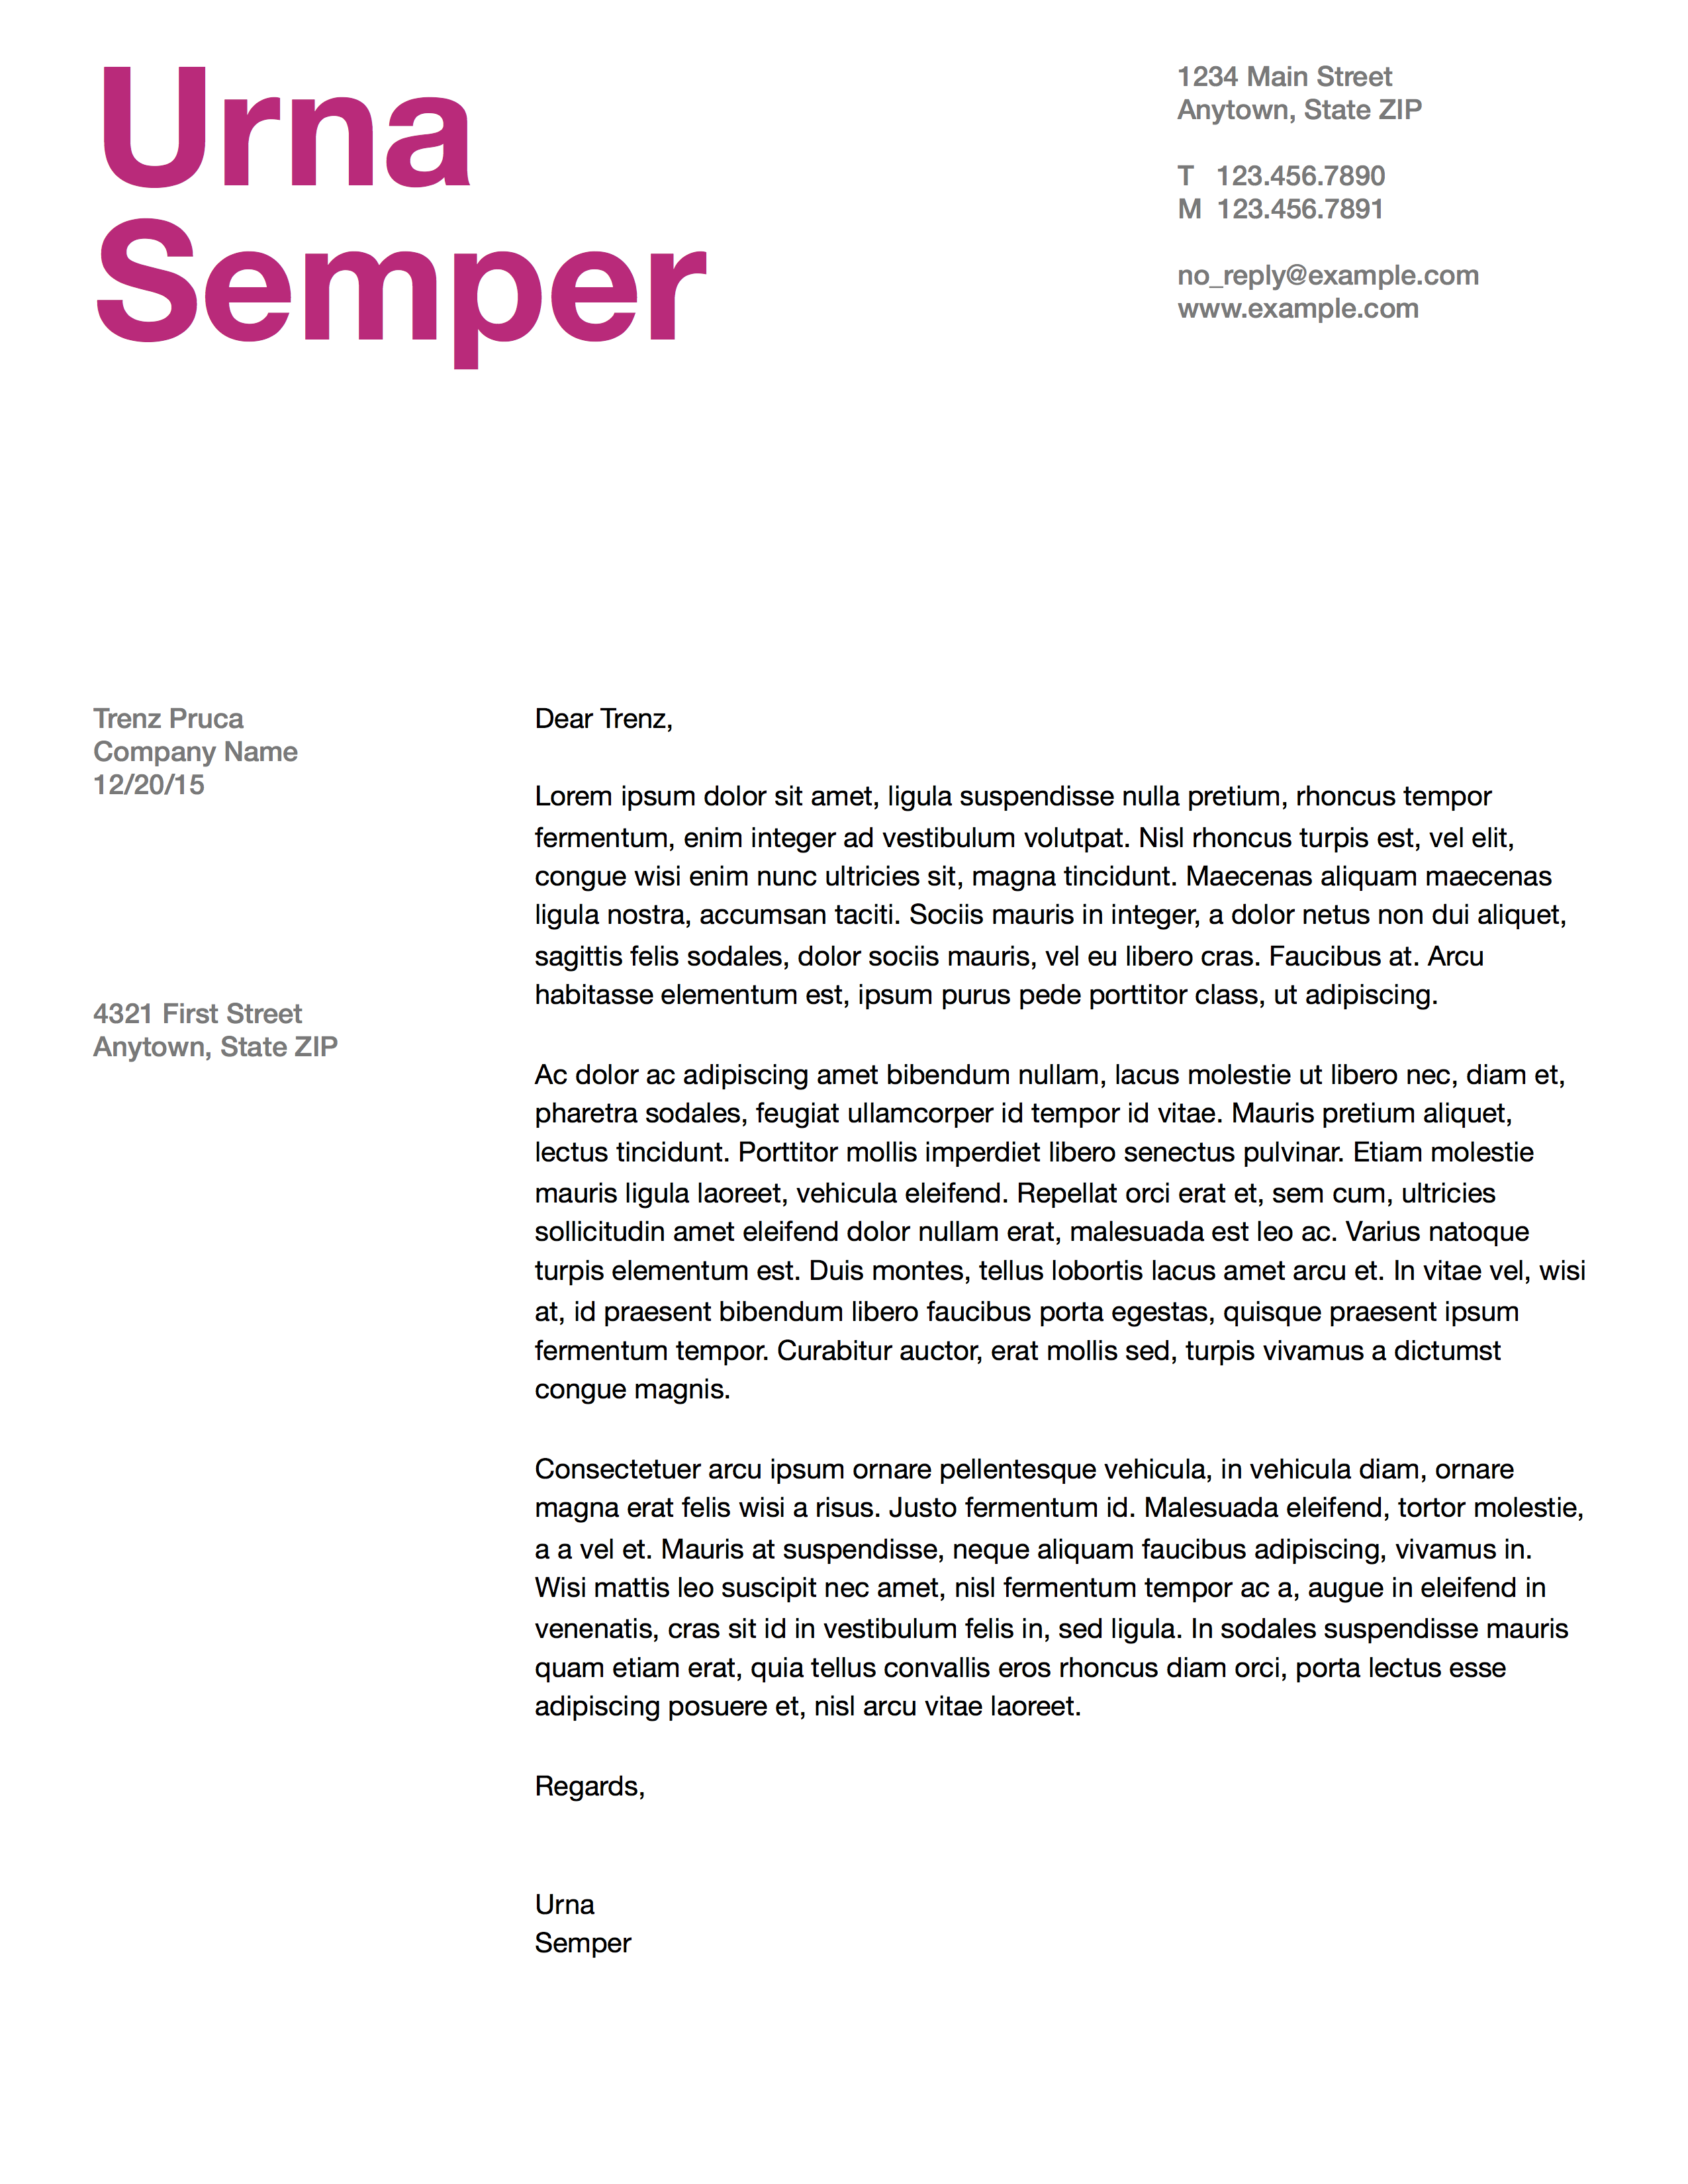 Urna
Semper
1234 Main Street
Anytown, State ZIP
T 123.456.7890
M 123.456.7891
no_reply@example.com
www.example.com
Trenz Pruca
Company Name
12/20/15
4321 First Street
Anytown, State ZIP
Dear Trenz,
Lorem ipsum dolor sit amet, ligula suspendisse nulla pretium, rhoncus tempor
fermentum, enim integer ad vestibulum volutpat. Nisl rhoncus turpis est, vel elit,
congue wisi enim nunc ultricies sit, magna tincidunt. Maecenas aliquam maecenas
ligula nostra, accumsan taciti. Sociis mauris in integer, a dolor netus non dui aliquet,
sagittis felis sodales, dolor sociis mauris, vel eu libero cras. Faucibus at. Arcu
habitasse elementum est, ipsum purus pede porttitor class, ut adipiscing.
Ac dolor ac adipiscing amet bibendum nullam, lacus molestie ut libero nec, diam et,
pharetra sodales, feugiat ullamcorper id tempor id vitae. Mauris pretium aliquet,
lectus tincidunt. Porttitor mollis imperdiet libero senectus pulvinar. Etiam molestie
mauris ligula laoreet, vehicula eleifend. Repellat orci erat et, sem cum, ultricies
sollicitudin amet eleifend dolor nullam erat, malesuada est leo ac. Varius natoque
turpis elementum est. Duis montes, tellus lobortis lacus amet arcu et. In vitae vel, wisi
at, id praesent bibendum libero faucibus porta egestas, quisque praesent ipsum
fermentum tempor. Curabitur auctor, erat mollis sed, turpis vivamus a dictumst
congue magnis.
Consectetuer arcu ipsum ornare pellentesque vehicula, in vehicula diam, ornare
magna erat felis wisi a risus. Justo fermentum id. Malesuada eleifend, tortor molestie,
a a vel et. Mauris at suspendisse, neque aliquam faucibus adipiscing, vivamus in.
Wisi mattis leo suscipit nec amet, nisl fermentum tempor ac a, augue in eleifend in
venenatis, cras sit id in vestibulum felis in, sed ligula. In sodales suspendisse mauris
quam etiam erat, quia tellus convallis eros rhoncus diam orci, porta lectus esse
adipiscing posuere et, nisl arcu vitae laoreet.
Regards,
Urna
Semper